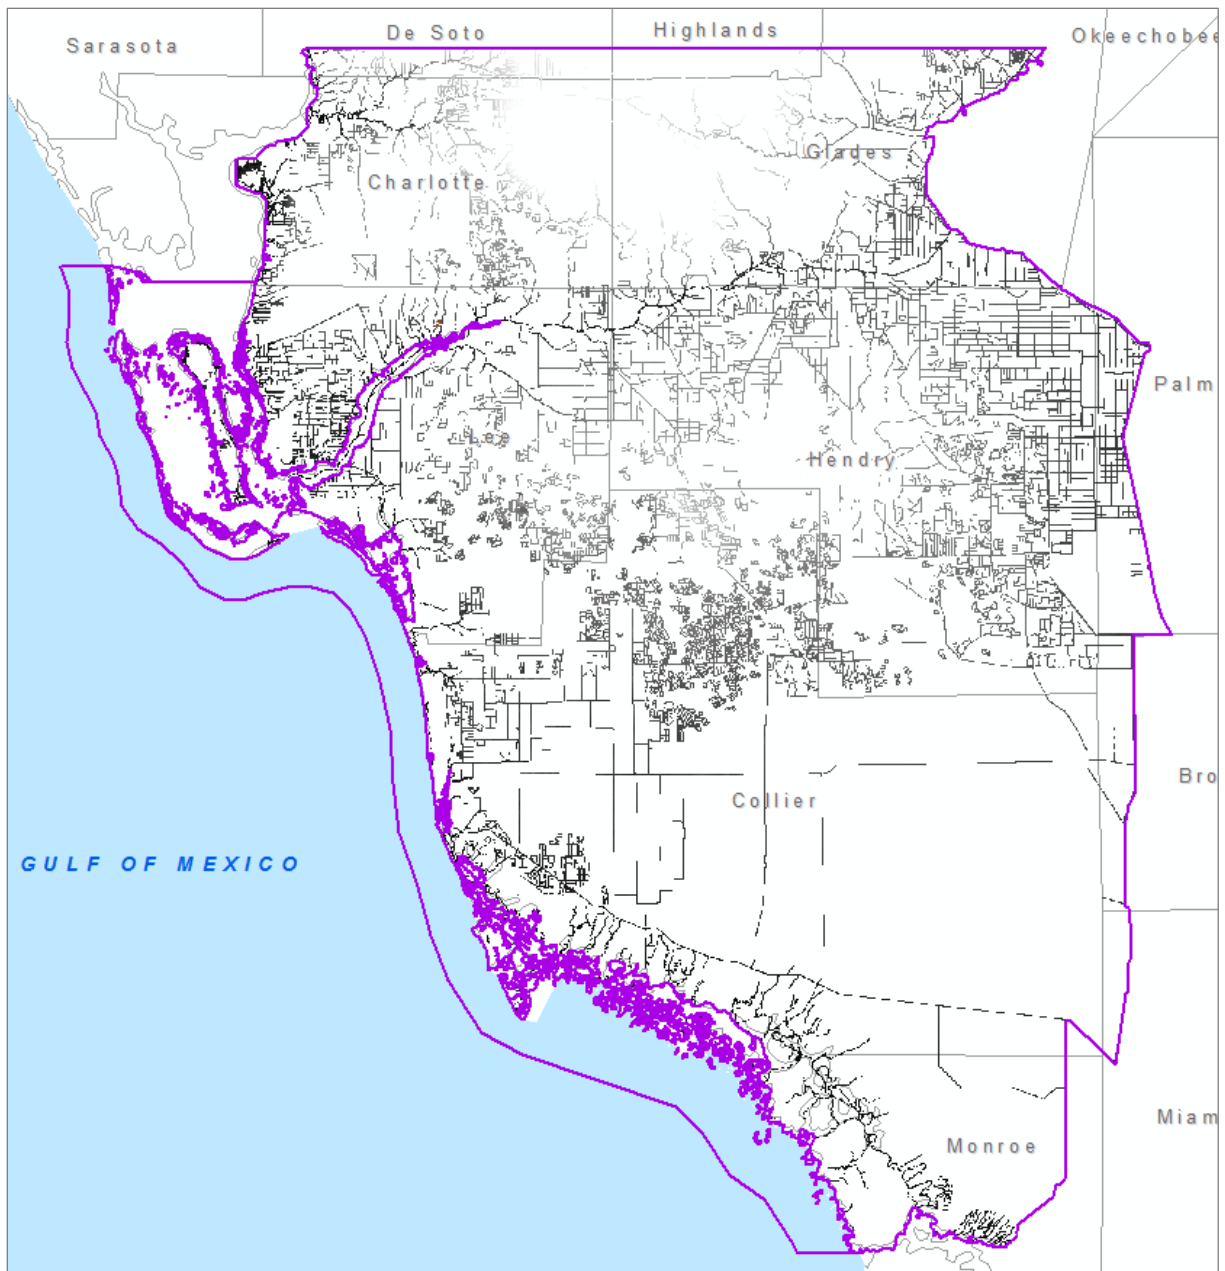 Sarasota
De Soto
Highlands
Okeechobee
Glades
Charlotte
Palm
Lee
Hendry
Bro
Collier
GULF OF MEXICO
Miam
Monroe